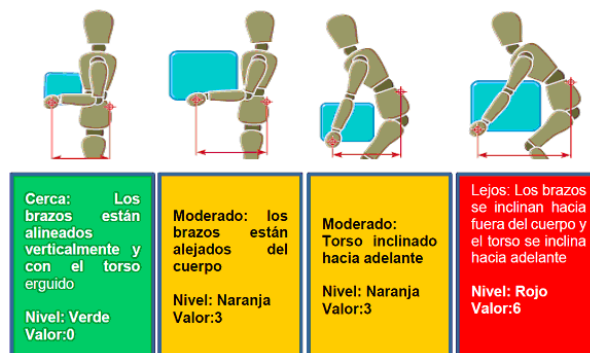 Cerca: Los
brazos están
alineados
verticalmente y
con el torso
erguido
Nivel: Verde
Valor:0
Moderado: los
brazos están
alejados del
cuerpo
Nivel: Naranja
Valor:3
Moderado:
Torso inclinado
hacia adelante
Nivel: Naranja
Valor:3
Lejos: Los brazos
se inclinan hacia
fuera del cuerpo y
el torso se inclina
hacia adelante
Nivel: Rojo
Valor:6